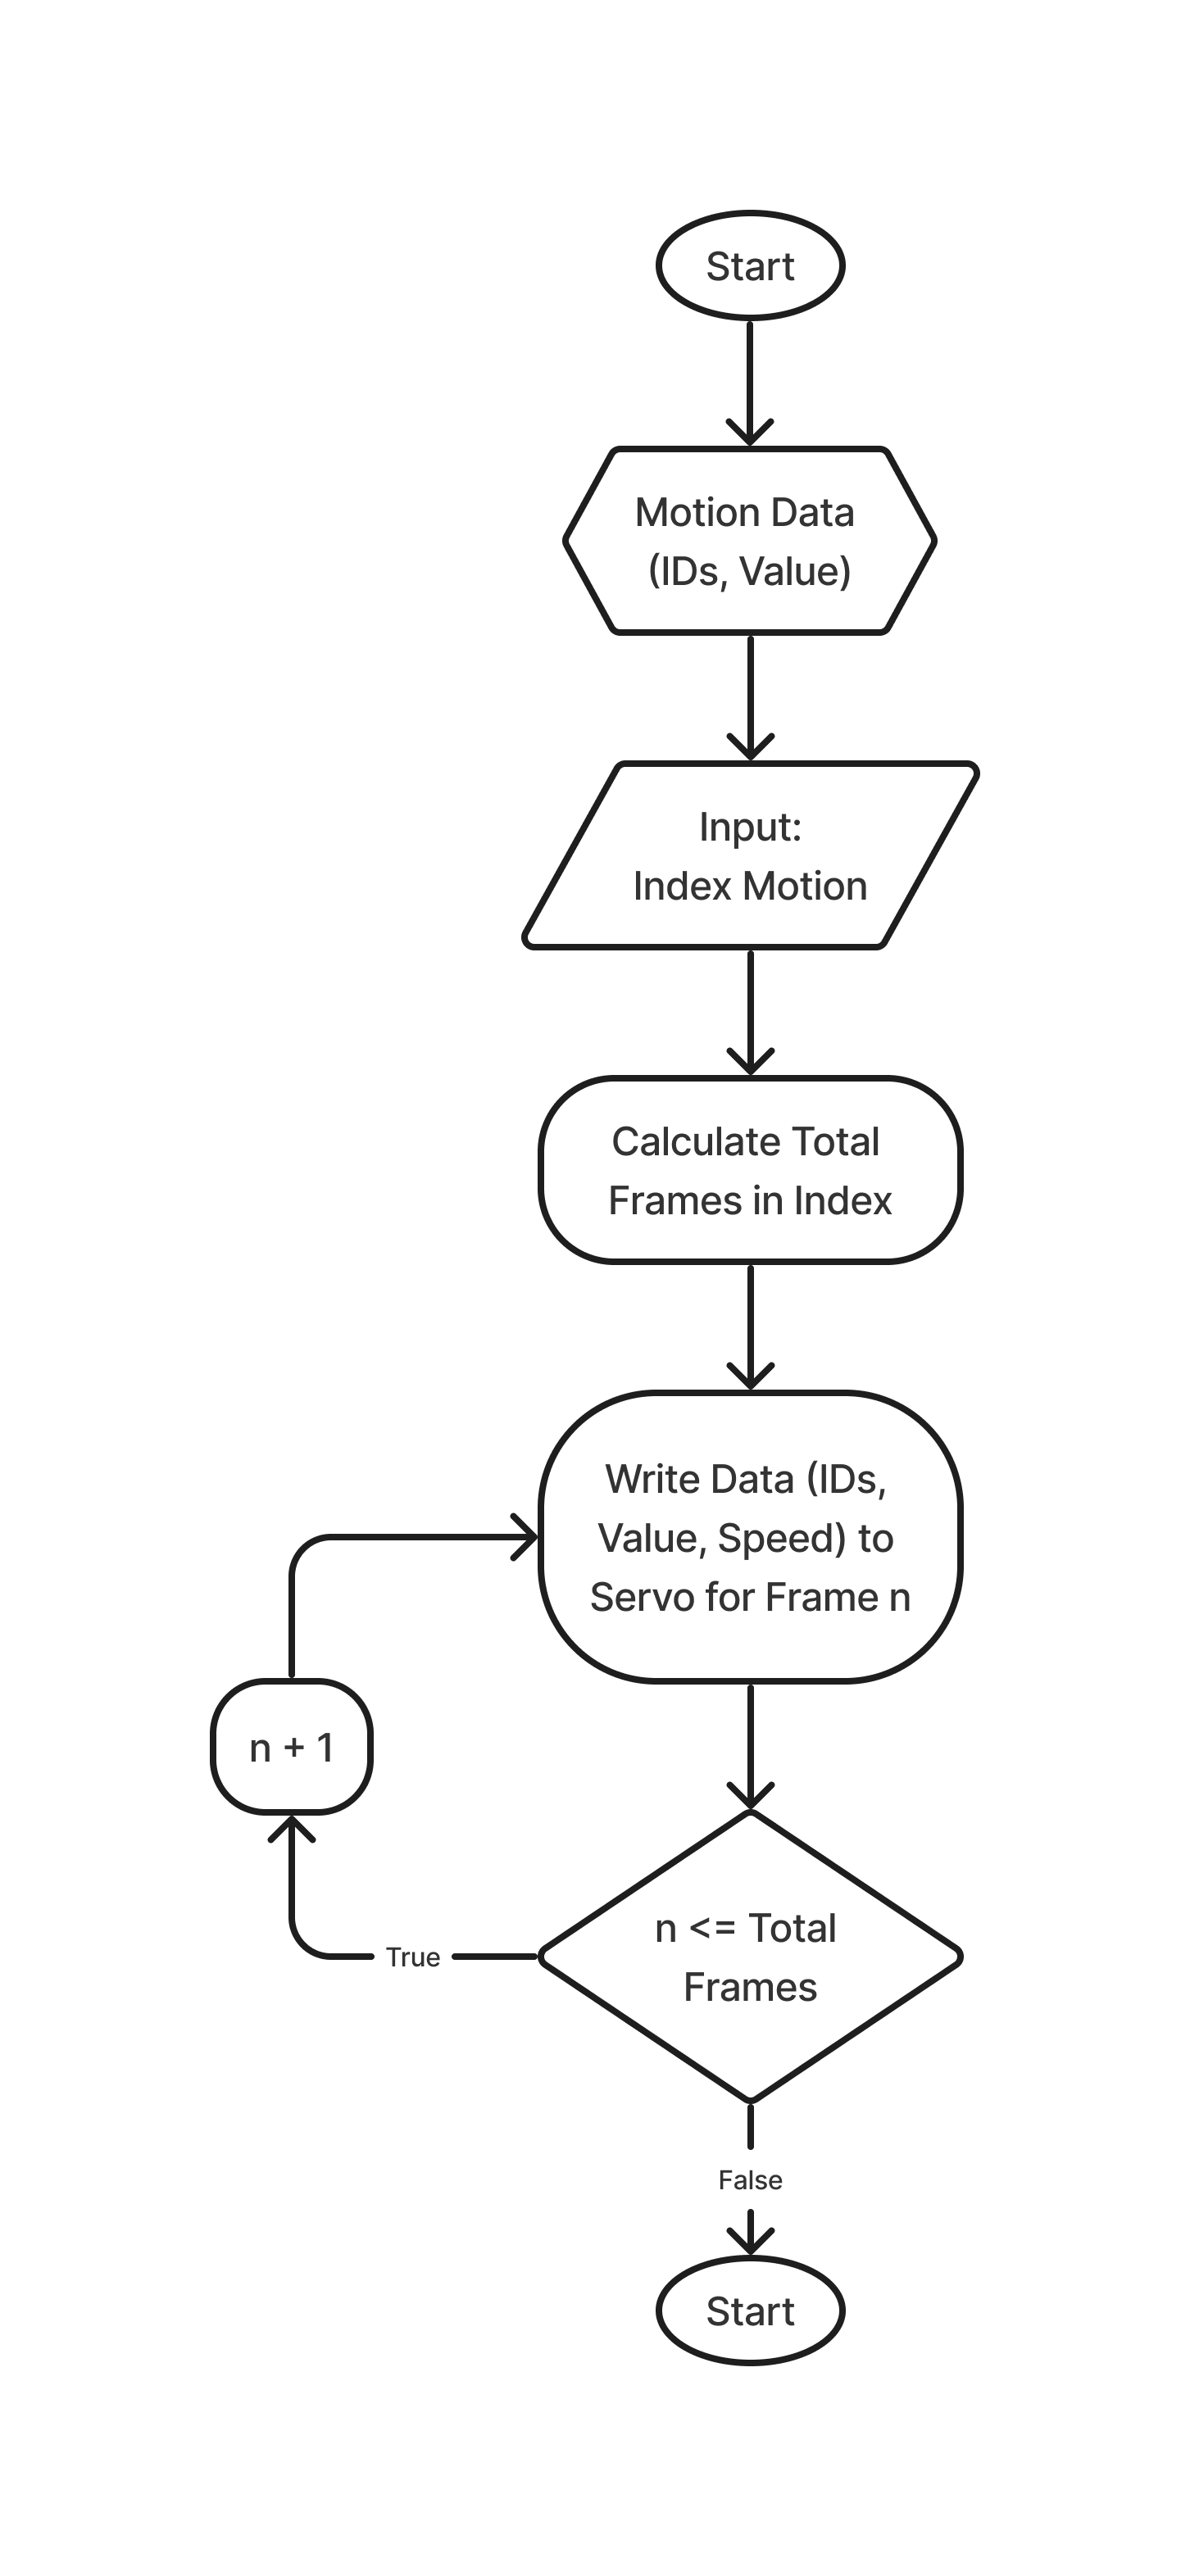 Start
Motion Data
(IDs, Value)
Input:
Index Motion
Calculate Total
Frames in Index
Write Data (IDs,
Value, Speed) to
Servo for Frame n
n + 1
n <= Total
Frames
True
False
Start